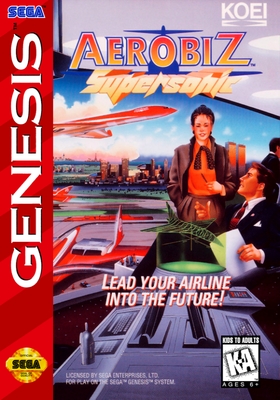 SEGA
GENESIS
SEGA
KOEI
AEROBIZ
Supersonic
LEAD YOUR AIRLINE
INTO THE FUTURE!
LICENSED BY SEGA ENTERPRISES, LTD.
FOR PLAY ON THE SEGA™ GENESIS™ SYSTEM.
KIDS TO ADULTS
KA
AGES 6+